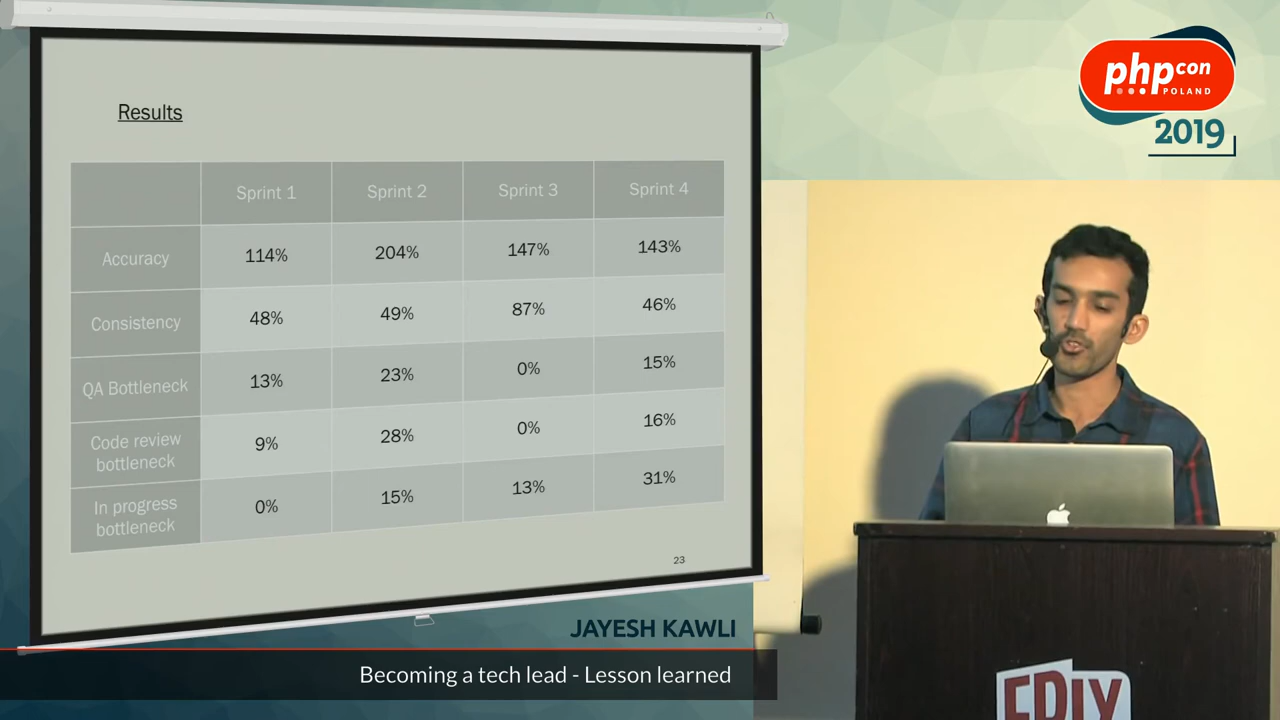 Results
Sprint 1 Sprint 2 Sprint 3 Sprint 4
Accuracy 114% 204% 147% 143%
Consistency 48% 49% 87% 46%
QA Bottleneck 13% 23% 0% 15%
Code review
bottleneck 9% 28% 0% 16%
In progress
bottleneck 0% 15% 13% 31%
23
php con
POLAND
2019
JAYESH KAWLI
Becoming a tech lead - Lesson learned